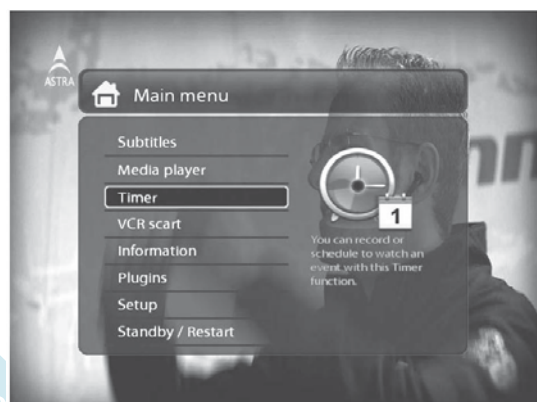 ASTRA
Main menu
Subtitles
Media player
Timer
VCR scart
Information
Plugins
Setup
Standby / Restart
1
You can record or
schedule to watch an
event with this Timer
function.